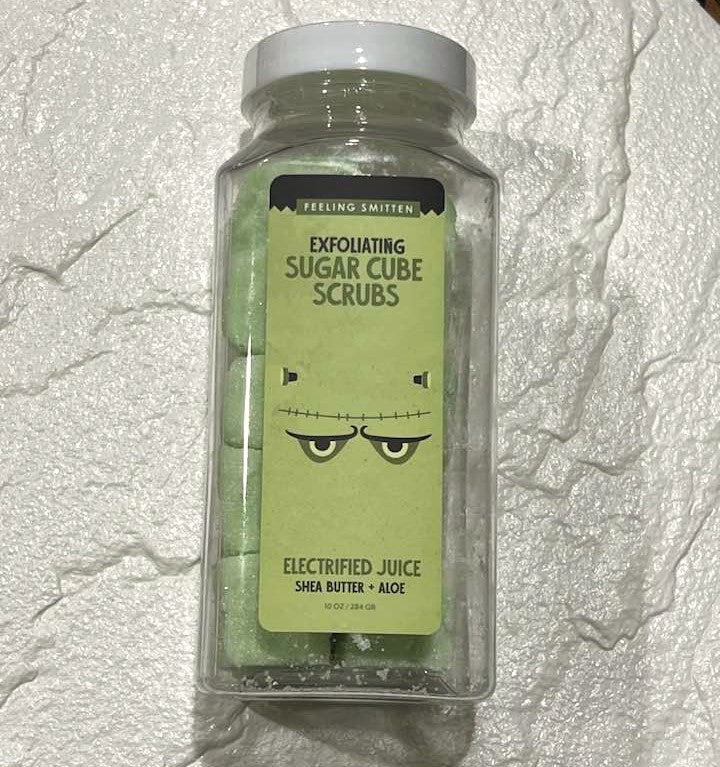 FEELING SMITTEN
EXFOLIATING
SUGAR CUBE
SCRUBS
ELECTRIFIED JUICE
SHEA BUTTER + ALOE
10 OZ / 284 GR